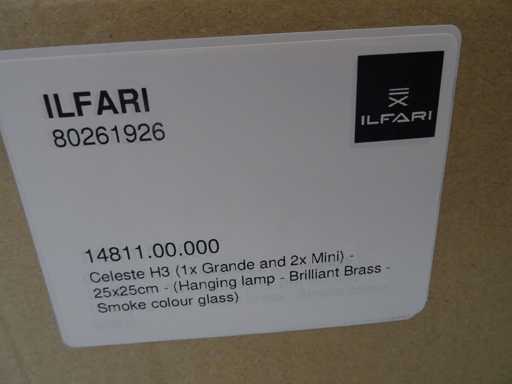 ILFARI
80261926
ILFARI
14811.00.000
Celeste H3 (1x Grande and 2x Mini) -
25x25cm - (Hanging lamp - Brilliant Brass -
Smoke colour glass)